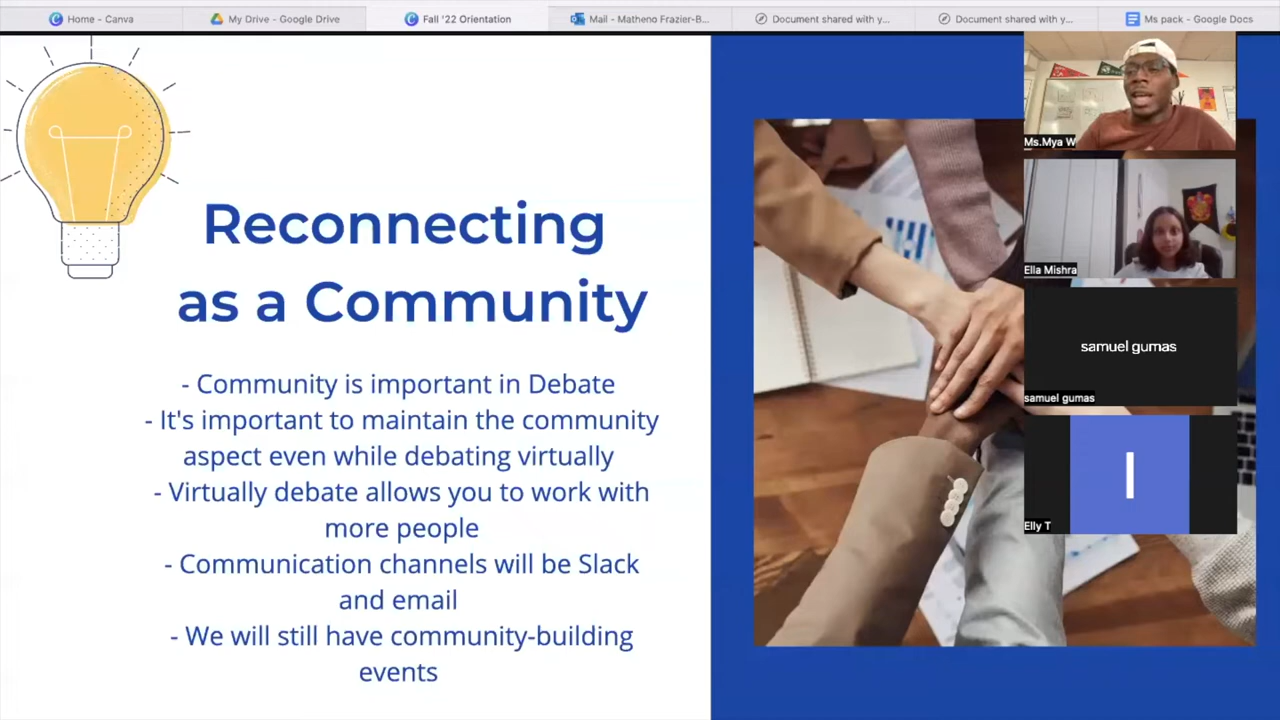 Home - Canva
My Drive - Google Drive
Fall '22 Orientation
Mail - Matheno Frazier-B...
Document shared with y...
Document shared with y...
Ms pack - Google Docs
Reconnecting
as a Community
- Community is important in Debate
- It's important to maintain the community
aspect even while debating virtually
- Virtually debate allows you to work with
more people
- Communication channels will be Slack
and email
- We will still have community-building
events
Ms.Mya W
Ella Mishra
samuel gumas
samuel gumas
I
Elly T